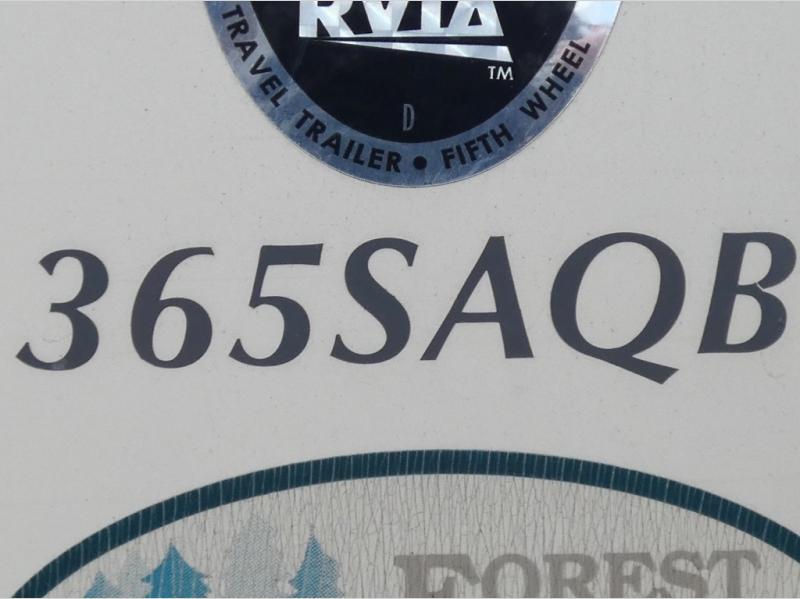 RVIA
TM
D
TRAVEL TRAILER • FIFTH WHEEL
365SAQB
FOREST